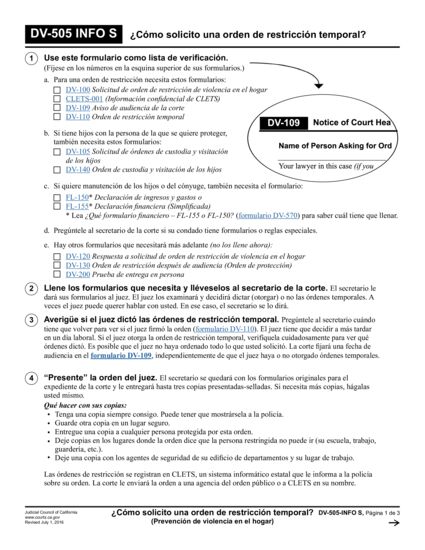 DV-505 INFO S ¿Cómo solicito una orden de restricción temporal?
1 Use este formulario como lista de verificación.
(Fíjese en los números en la esquina superior de sus formularios.)
a. Para una orden de restricción necesita estos formularios:
DV-100 Solicitud de orden de restricción de violencia en el hogar
CLETS-001 (Información confidencial de CLETS)
DV-109 Aviso de audiencia de la corte
DV-110 Orden de restricción temporal
DV-109 Notice of Court Hea
Name of Person Asking for Ord
Your lawyer in this case (if you
b. Si tiene hijos con la persona de la que se quiere proteger,
también necesita estos formularios:
DV-105 Solicitud de órdenes de custodia y visitación
de los hijos
DV-140 Orden de custodia y visitación de los hijos
c. Si quiere manutención de los hijos o del cónyuge, también necesita el formulario:
FL-150* Declaración de ingresos y gastos o
FL-155* Declaración financiera (Simplificada)
* Lea ¿Qué formulario financiero – FL-155 o FL-150? (formulario DV-570) para saber cuál tiene que llenar.
d. Pregúntele al secretario de la corte si su condado tiene formularios o reglas especiales.
e. Hay otros formularios que necesitará más adelante (no los llene ahora):
DV-120 Respuesta a solicitud de orden de restricción de violencia en el hogar
DV-130 Orden de restricción después de audiencia (Orden de protección)
DV-200 Prueba de entrega en persona
2 Llene los formularios que necesita y lléveselos al secretario de la corte. El secretario le
dará sus formularios al juez. El juez los examinará y decidirá dictar (otorgar) o no las órdenes temporales. A
veces el juez puede querer hablar con usted. En ese caso, el secretario se lo dirá.
3 Averigüe si el juez dictó las órdenes de restricción temporal. Pregúntele al secretario cuándo
tiene que volver para ver si el juez firmó la orden (formulario DV-110). El juez tiene que decidir a más tardar
en un día laboral. Si el juez otorga la orden de restricción temporal, verifíquela cuidadosamente para ver qué
órdenes dictó. Es posible que el juez no haya ordenado todo lo que usted solicitó. La corte fijará una fecha de
audiencia en el formulario DV-109, independientemente de que el juez haya o no otorgado órdenes temporales.
4 “Presente” la orden del juez. El secretario se quedará con los formularios originales para el
expediente de la corte y le entregará hasta tres copias presentadas-selladas. Si necesita más copias, hágalas
usted mismo.
Qué hacer con sus copias:
• Tenga una copia siempre consigo. Puede tener que mostrársela a la policía.
• Guarde otra copia en un lugar seguro.
• Entregue una copia a cualquier persona protegida por esta orden.
• Deje copias en los lugares donde la orden dice que la persona restringida no puede ir (su escuela, trabajo,
guardería, etc.).
• Deje una copia con los agentes de seguridad de su edificio de departamentos y su lugar de trabajo.
Las órdenes de restricción se registran en CLETS, un sistema informático estatal que le informa a la policía
sobre su orden. La corte le enviará la orden a una agencia del orden público o a CLETS en su nombre.
Judicial Council of California
www.courts.ca.gov
Revised July 1, 2016
¿Cómo solicito una orden de restricción temporal? DV-505-INFO S, Página 1 de 3
(Prevención de violencia en el hogar)